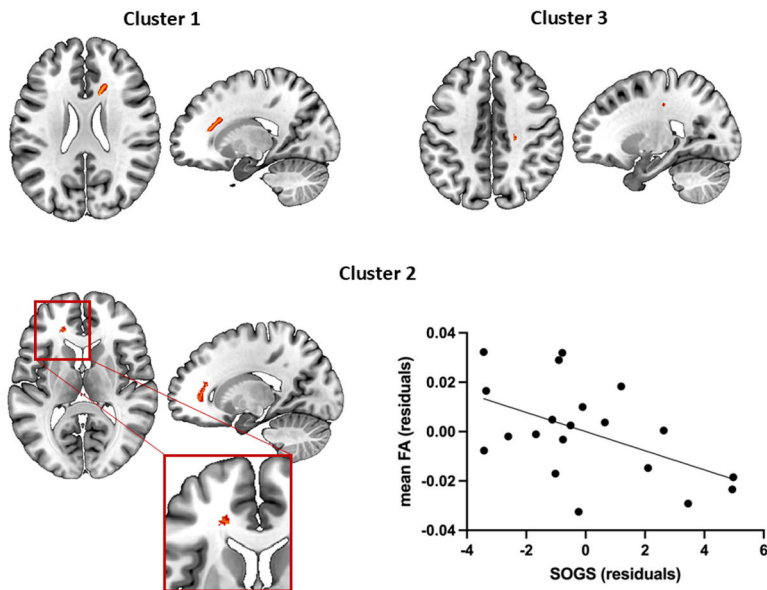 Cluster 1
Cluster 3
Cluster 2
0.04
0.02
0.00
-0.02
-0.04
mean FA (residuals)
-4 -2 0 2 4 6
SOGS (residuals)